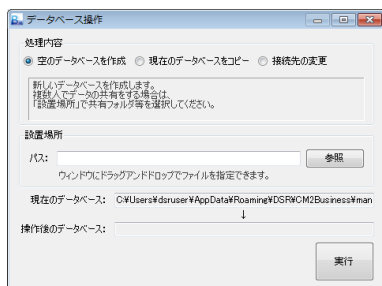 データベース操作
処理内容
空のデータベースを作成 現在のデータベースをコピー 接続先の変更
新しいデータベースを作成します。
複数人でデータの共有をする場合は、
「設置場所」で共有フォルダ等を選択してください。
設置場所
パス: 参照
ウィンドウにドラッグアンドドロップでファイルを指定できます。
現在のデータベース: C:¥Users¥dsruser¥AppData¥Roaming¥DSR¥CM2Business¥man
↓
操作後のデータベース:
実行